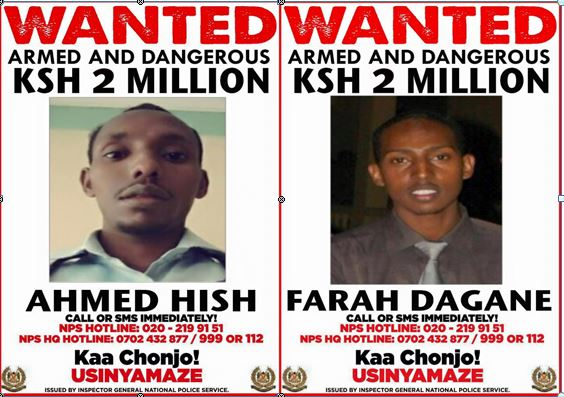 WANTED
ARMED AND DANGEROUS
KSH 2 MILLION
AHMED HISH
CALL OR SMS IMMEDIATELY!
NPS HOTLINE: 020 - 219 91 51
NPS HQ HOTLINE: 0702 432 877 / 999 OR 112
Kaa Chonjo!
USINYAMAZE
ISSUED BY INSPECTOR GENERAL NATIONAL POLICE SERVICE.
WANTED
ARMED AND DANGEROUS
KSH 2 MILLION
FARAH DAGANE
CALL OR SMS IMMEDIATELY!
NPS HOTLINE: 020 - 219 91 51
NPS HQ HOTLINE: 0702 432 877 / 999 OR 112
Kaa Chonjo!
USINYAMAZE
ISSUED BY INSPECTOR GENERAL NATIONAL POLICE SERVICE.